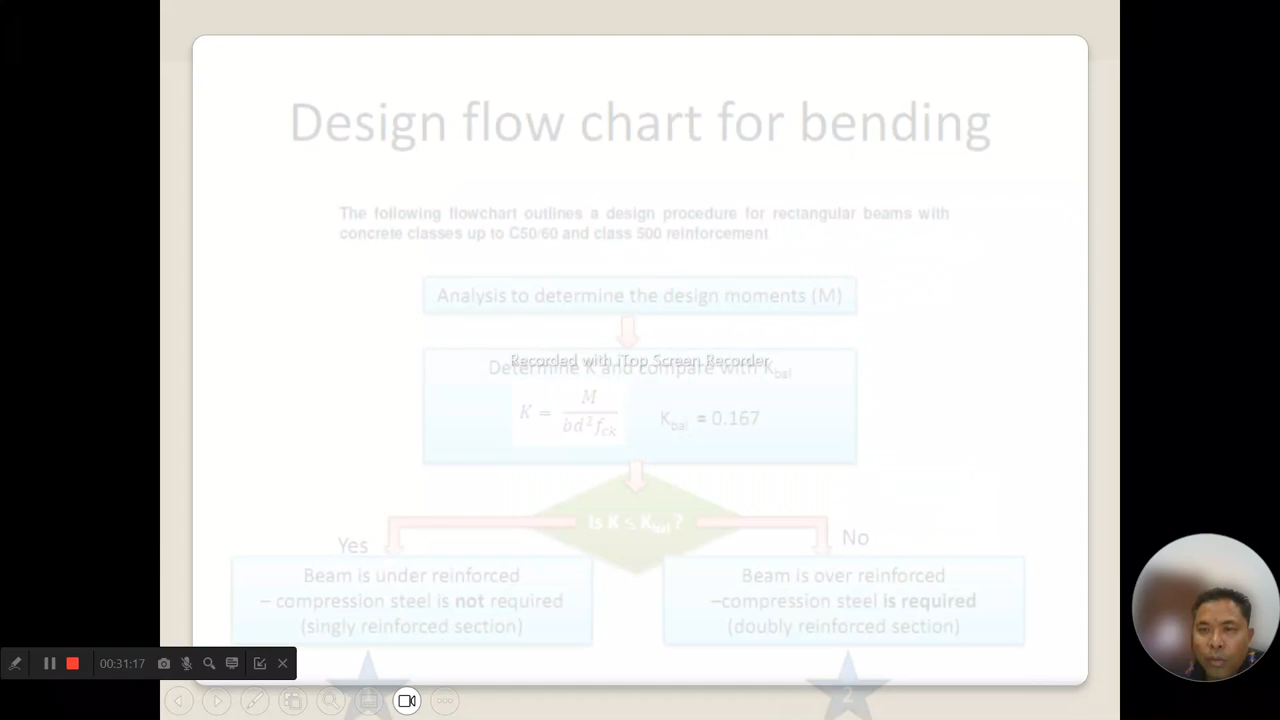 Design flow chart for bending
The following flowchart outlines a design procedure for rectangular beams with
concrete classes up to C50/60 and class 500 reinforcement
Analysis to determine the design moments (M)
Recorded with iTop Screen Recorder
Determine K and compare with Kbal
K = M / bd²fck
Kbal = 0.167
Is K ≤ Kbal ?
Yes
No
Beam is under reinforced
– compression steel is not required
(singly reinforced section)
Beam is over reinforced
–compression steel is required
(doubly reinforced section)
00:31:17
2